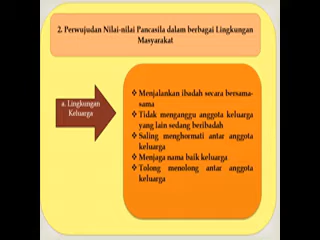 2. Perwujudan Nilai-nilai Pancasila dalam berbagai Lingkungan
Masyarakat
a. Lingkungan
Keluarga
❖ Menjalankan ibadah secara bersama-
sama
❖ Tidak menganggu anggota keluarga
yang lain sedang beribadah
❖ Saling menghormati antar anggota
keluarga
❖ Menjaga nama baik keluarga
❖ Tolong menolong antar anggota
keluarga